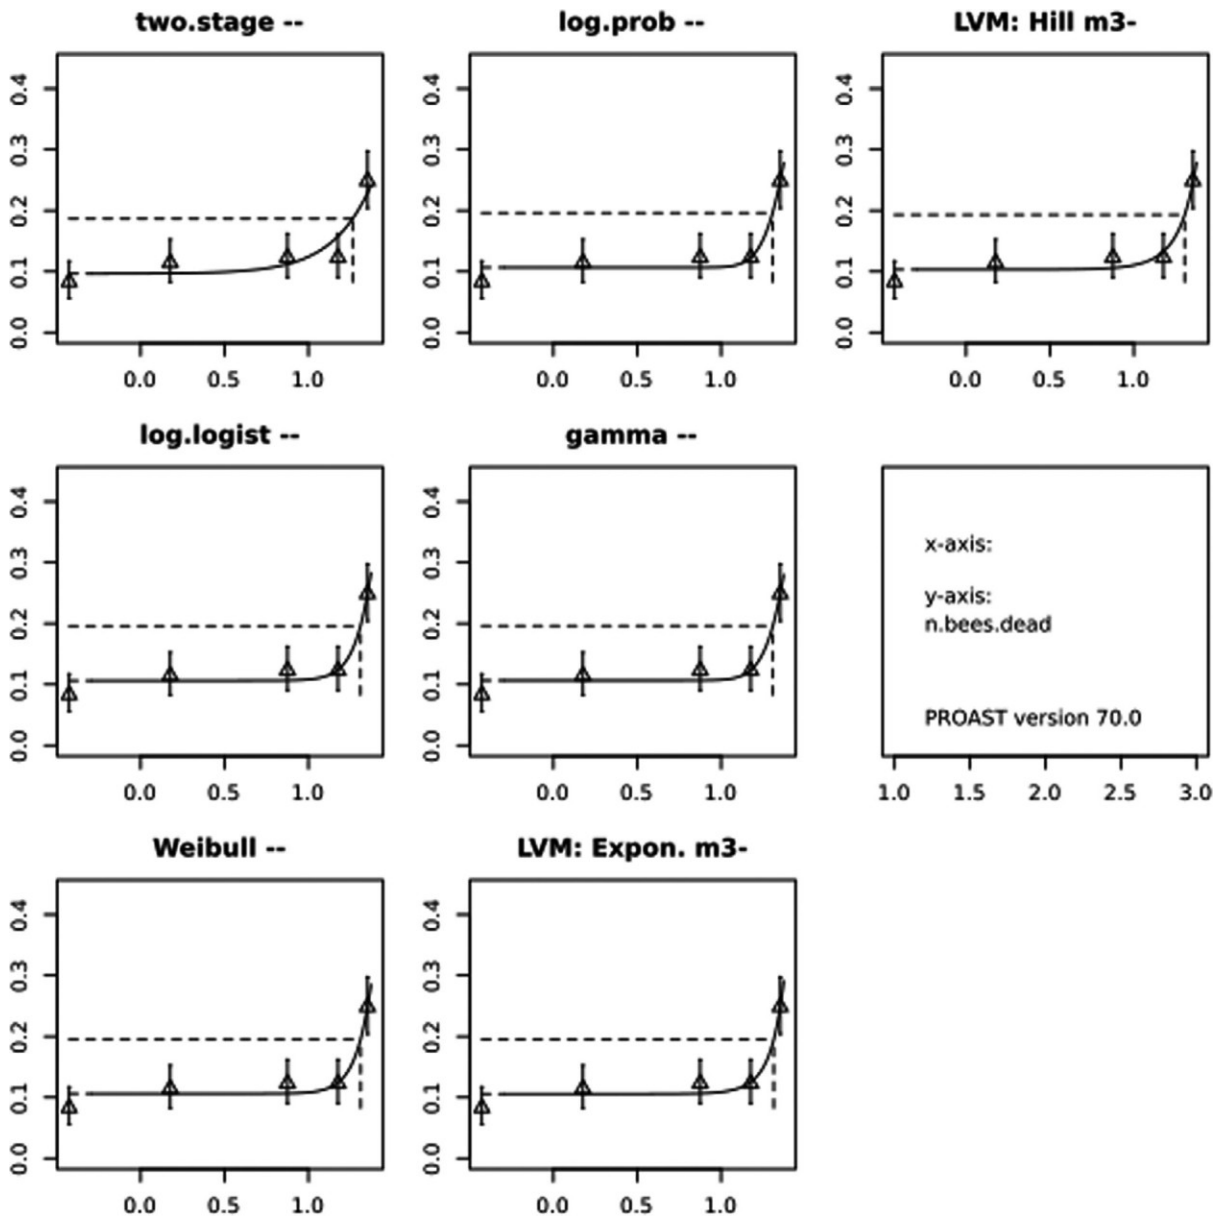 two.stage --
log.prob --
LVM: Hill m3-
0.4
0.3
0.2
0.1
0.0
0.0 0.5 1.0
0.4
0.3
0.2
0.1
0.0
0.0 0.5 1.0
0.4
0.3
0.2
0.1
0.0
0.0 0.5 1.0
log.logist --
gamma --
0.4
0.3
0.2
0.1
0.0
0.0 0.5 1.0
0.4
0.3
0.2
0.1
0.0
0.0 0.5 1.0
x-axis:
y-axis:
n.bees.dead
PROAST version 70.0
1.0 1.5 2.0 2.5 3.0
Weibull --
LVM: Expon. m3-
0.4
0.3
0.2
0.1
0.0
0.0 0.5 1.0
0.4
0.3
0.2
0.1
0.0
0.0 0.5 1.0